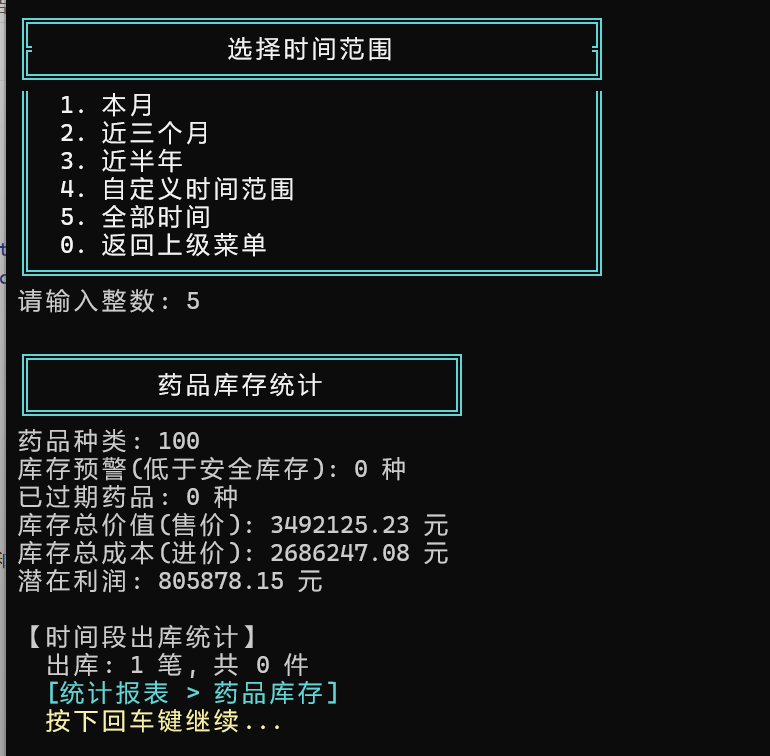 选择时间范围
1. 本月
2. 近三个月
3. 近半年
4. 自定义时间范围
5. 全部时间
0. 返回上级菜单
请输入整数: 5
药品库存统计
药品种类: 100
库存预警(低于安全库存): 0 种
已过期药品: 0 种
库存总价值(售价): 3492125.23 元
库存总成本(进价): 2686247.08 元
潜在利润: 805878.15 元
【时间段出库统计】
出库: 1 笔, 共 0 件
[统计报表 > 药品库存]
按下回车键继续...